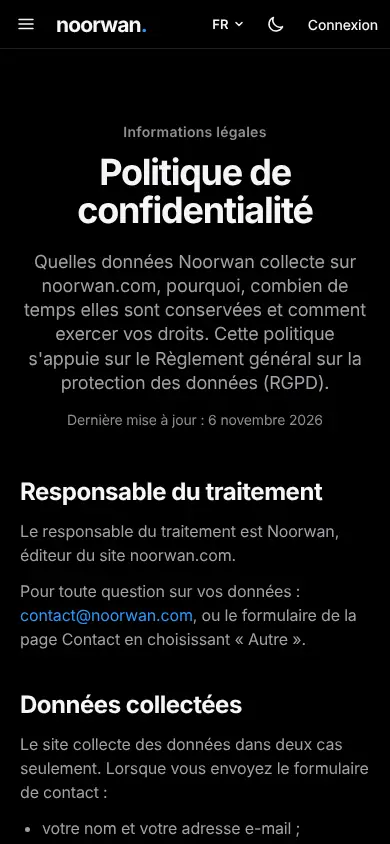 noorwan.
FR
Connexion
Informations légales
Politique de
confidentialité
Quelles données Noorwan collecte sur
noorwan.com, pourquoi, combien de
temps elles sont conservées et comment
exercer vos droits. Cette politique
s'appuie sur le Règlement général sur la
protection des données (RGPD).
Dernière mise à jour : 6 novembre 2026
Responsable du traitement
Le responsable du traitement est Noorwan,
éditeur du site noorwan.com.
Pour toute question sur vos données :
contact@noorwan.com, ou le formulaire de la
page Contact en choisissant « Autre ».
Données collectées
Le site collecte des données dans deux cas
seulement. Lorsque vous envoyez le formulaire
de contact :
• votre nom et votre adresse e-mail ;